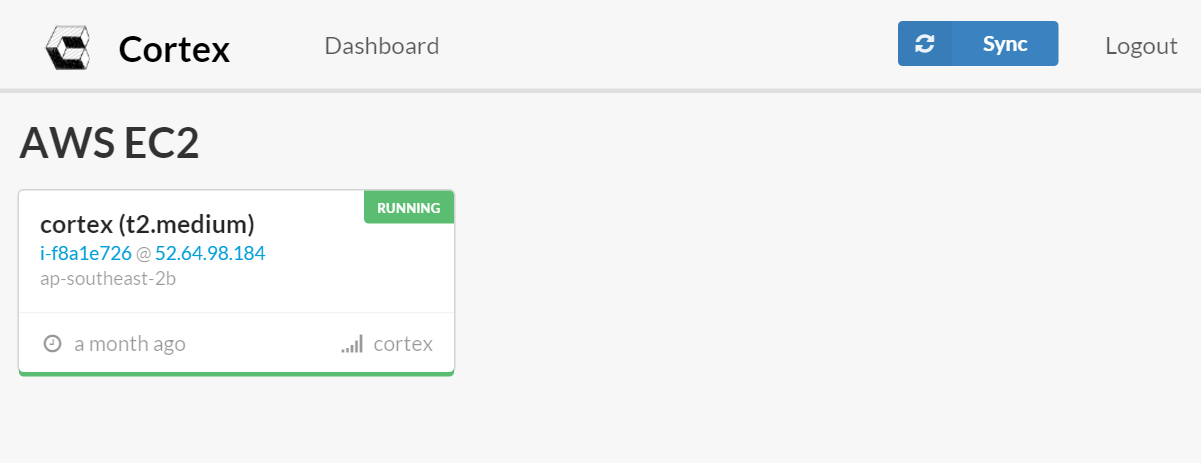 Cortex Dashboard Sync Logout
AWS EC2
RUNNING
cortex (t2.medium)
i-f8a1e726 @ 52.64.98.184
ap-southeast-2b
a month ago cortex